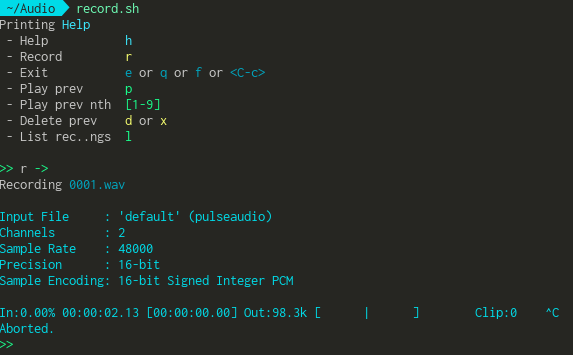 ~/Audio record.sh
Printing Help
- Help h
- Record r
- Exit e or q or f or <C-c>
- Play prev p
- Play prev nth [1-9]
- Delete prev d or x
- List rec..ngs l
>> r ->
Recording 0001.wav
Input File : 'default' (pulseaudio)
Channels : 2
Sample Rate : 48000
Precision : 16-bit
Sample Encoding: 16-bit Signed Integer PCM
In:0.00% 00:00:02.13 [00:00:00.00] Out:98.3k [ | ] Clip:0 ^C
Aborted.
>>